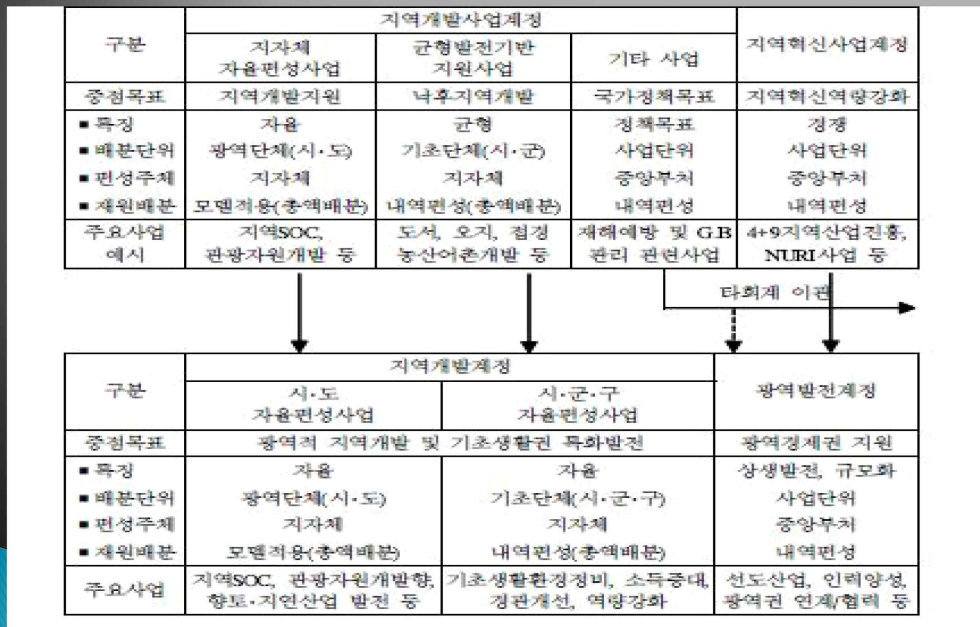 지역개발사업계정
구분
지자체
자율편성사업
균형발전기반
지원사업
기타 사업
지역혁신사업계정
중점목표 지역개발지원 낙후지역개발 국가정책목표 지역혁신역량강화
▪ 특징 자율 균형 정책목표 경쟁
▪ 배분단위 광역단체(시·도) 기초단체(시·군) 사업단위 사업단위
▪ 편성주체 지자체 지자체 중앙부처 중앙부처
▪ 재원배분 모델적용(총액배분) 내역편성(총액배분) 내역편성 내역편성
주요사업 지역SOC, 도서, 오지, 접경 재해예방 및 G.B 4+9지역산업진흥,
예시 관광자원개발 등 농산어촌개발 등 관리 관련사업 NURI사업 등
타회계 이관
지역개발계정
구분
시·도
자율편성사업
시·군·구
자율편성사업
광역발전계정
중점목표 광역적 지역개발 및 기초생활권 특화발전 광역경제권 지원
▪ 특징 자율 자율 상생발전, 규모화
▪ 배분단위 광역단체(시·도) 기초단체(시·군·구) 사업단위
▪ 편성주체 지자체 지자체 중앙부처
▪ 재원배분 모델적용(총액배분) 내역편성(총액배분) 내역편성
주요사업
지역SOC, 관광자원개발향, 기초생활환경정비, 소득증대, 선도산업, 인력양성,
향토·지연산업 발전 등 경관개선, 역량강화 광역권 연계/협력 등